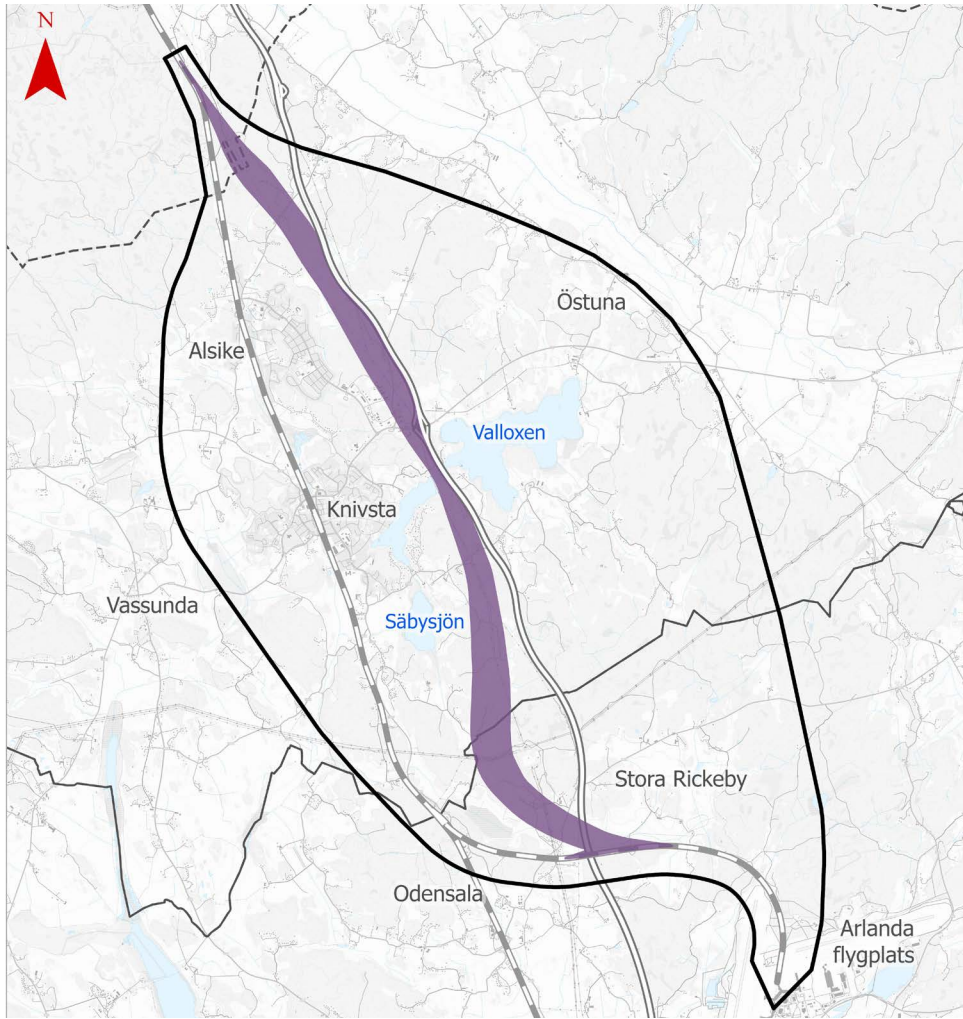 N
Östuna
Alsike
Valloxen
Knivsta
Vassunda
Säbysjön
Stora Rickeby
Odensala
Arlanda
flygplats